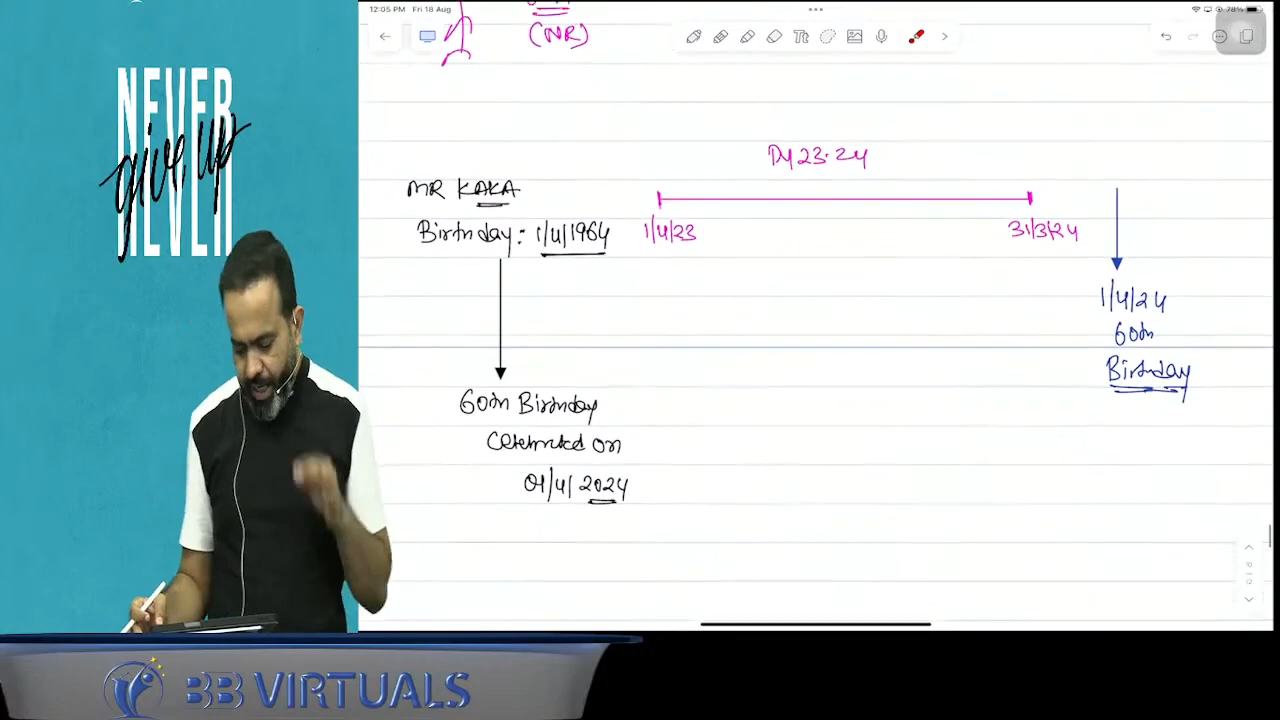 12:05 PM Fri 18 Aug
78%
(NR)
NEVER
give up
NEVER
PY 23-24
MR KAKA
Birthday: 1/4/1964
1/4/23
31/3/24
1/4/24
60th
Birthday
60th Birthday
Celebrated on
01/4/2024
BB VIRTUALS